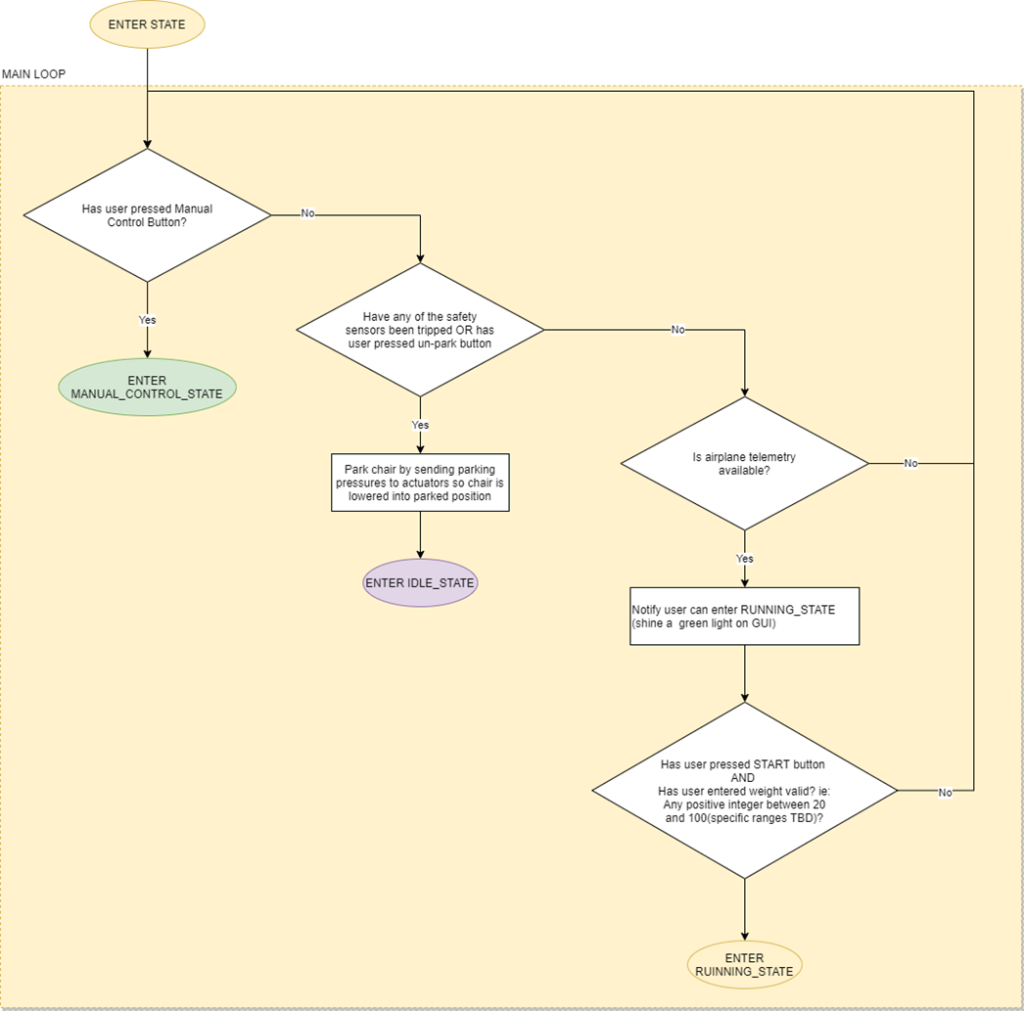 ENTER STATE
MAIN LOOP
Has user pressed Manual
Control Button?
No
Yes
ENTER
MANUAL_CONTROL_STATE
Have any of the safety
sensors been tripped OR has
user pressed un-park button
No
Yes
Park chair by sending parking
pressures to actuators so chair is
lowered into parked position
ENTER IDLE_STATE
Is airplane telemetry
available?
No
Yes
Notify user can enter RUNNING_STATE
(shine a green light on GUI)
Has user pressed START button
AND
Has user entered weight valid? ie:
Any positive integer between 20
and 100(specific ranges TBD)?
No
ENTER
RUINNING_STATE